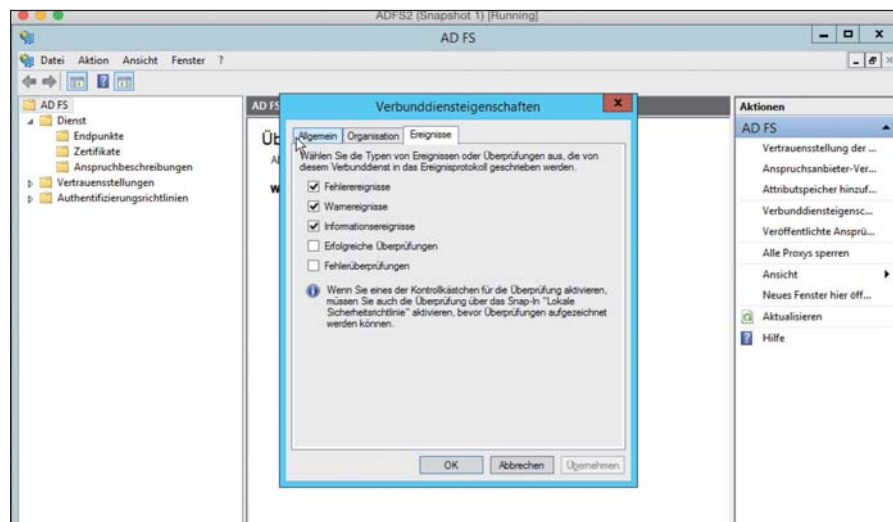 ADFS2 (Snapshot 1) [Running]
AD FS
Datei Aktion Ansicht Fenster ?
AD FS
Dienst
Endpunkte
Zertifikate
Anspruchbeschreibungen
Vertrauensstellungen
Authentifizierungsrichtlinien
AD FS
Verbunddiensteigenschaften
Allgemein Organisation Ereignisse
Wählen Sie die Typen von Ereignissen oder Überprüfungen aus, die von
diesem Verbunddienst in das Ereignisprotokoll geschrieben werden.
Fehlerereignisse
Warnereignisse
Informationsereignisse
Erfolgreiche Überprüfungen
Fehlerüberprüfungen
Wenn Sie eines der Kontrollkästchen für die Überprüfung aktivieren,
müssen Sie auch die Überprüfung über das Snap-In "Lokale
Sicherheitsrichtlinie" aktivieren, bevor Überprüfungen aufgezeichnet
werden können.
OK Abbrechen Übernehmen
Aktionen
AD FS
Vertrauensstellung der ...
Anspruchsanbieter-Ver...
Attributspeicher hinzuf...
Verbunddiensteigensc...
Veröffentlichte Ansprü...
Alle Proxys sperren
Ansicht
Neues Fenster hier öff...
Aktualisieren
Hilfe